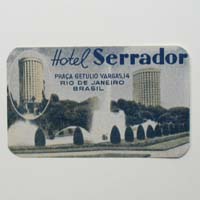 Hotel Serrador
PRAÇA GETULIO VARGAS, 14
RIO DE JANEIRO
BRASIL